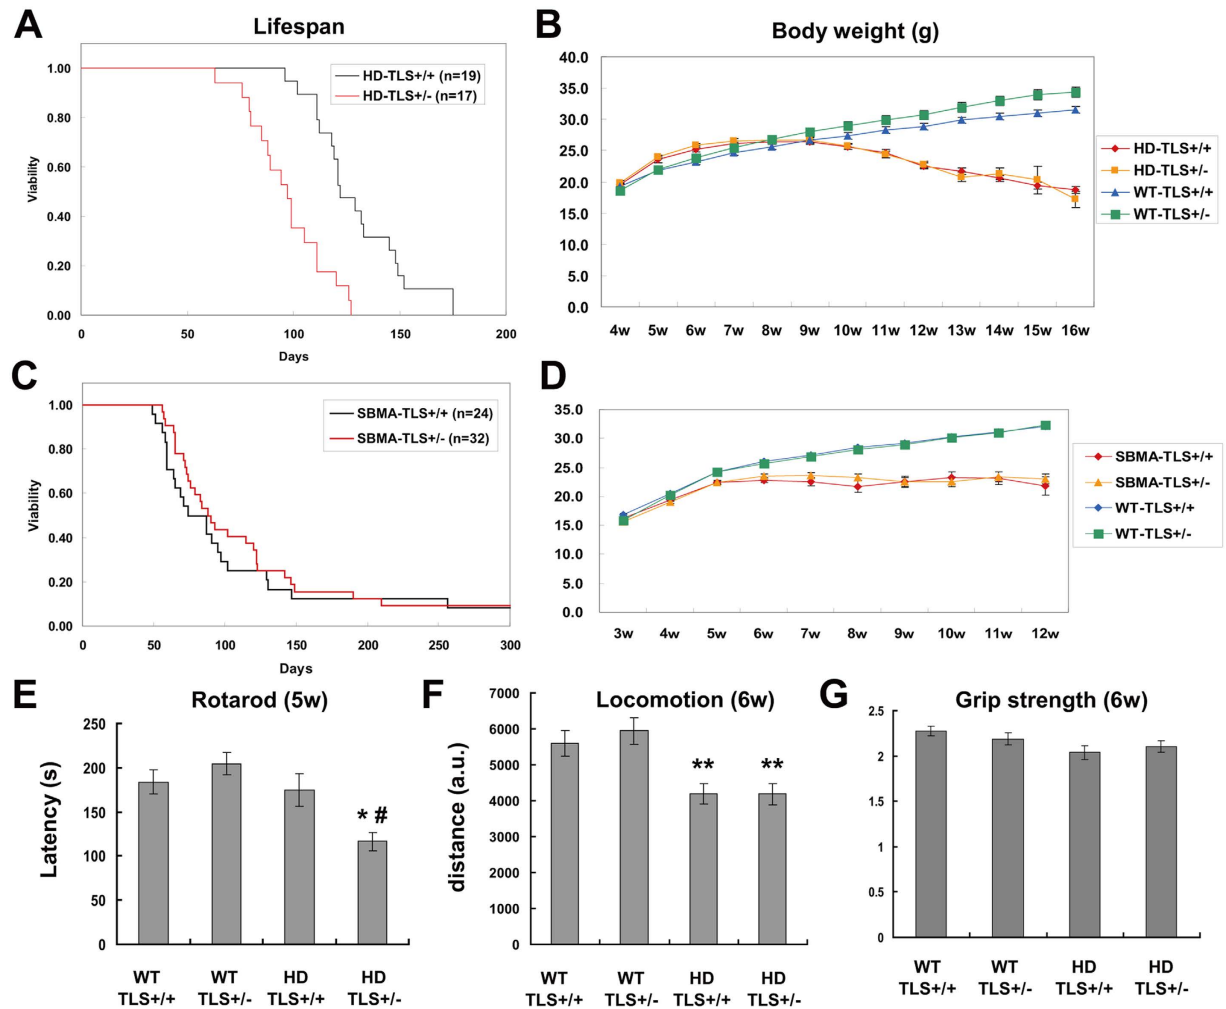 A
Lifespan
1.00
0.80
0.60
0.40
0.20
0.00
Viability
0
50
100
150
200
Days
HD-TLS+/+ (n=19)
HD-TLS+/- (n=17)
B
Body weight (g)
40.0
35.0
30.0
25.0
20.0
15.0
10.0
5.0
0.0
4w 5w 6w 7w 8w 9w 10w 11w 12w 13w 14w 15w 16w
HD-TLS+/+
HD-TLS+/-
WT-TLS+/+
WT-TLS+/-
C
1.00
0.80
0.60
0.40
0.20
0.00
Viability
0 50 100 150 200 250 300
Days
SBMA-TLS+/+ (n=24)
SBMA-TLS+/- (n=32)
D
35.0
30.0
25.0
20.0
15.0
10.0
5.0
0.0
3w 4w 5w 6w 7w 8w 9w 10w 11w 12w
SBMA-TLS+/+
SBMA-TLS+/-
WT-TLS+/+
WT-TLS+/-
E
Rotarod (5w)
Latency (s)
250
200
150
100
50
0
* #
WT WT HD HD
TLS+/+ TLS+/- TLS+/+ TLS+/-
F
Locomotion (6w)
distance (a.u.)
7000
6000
5000
4000
3000
2000
1000
0
** **
WT WT HD HD
TLS+/+ TLS+/- TLS+/+ TLS+/-
G
Grip strength (6w)
2.5
2
1.5
1
0.5
0
WT WT HD HD
TLS+/+ TLS+/- TLS+/+ TLS+/-